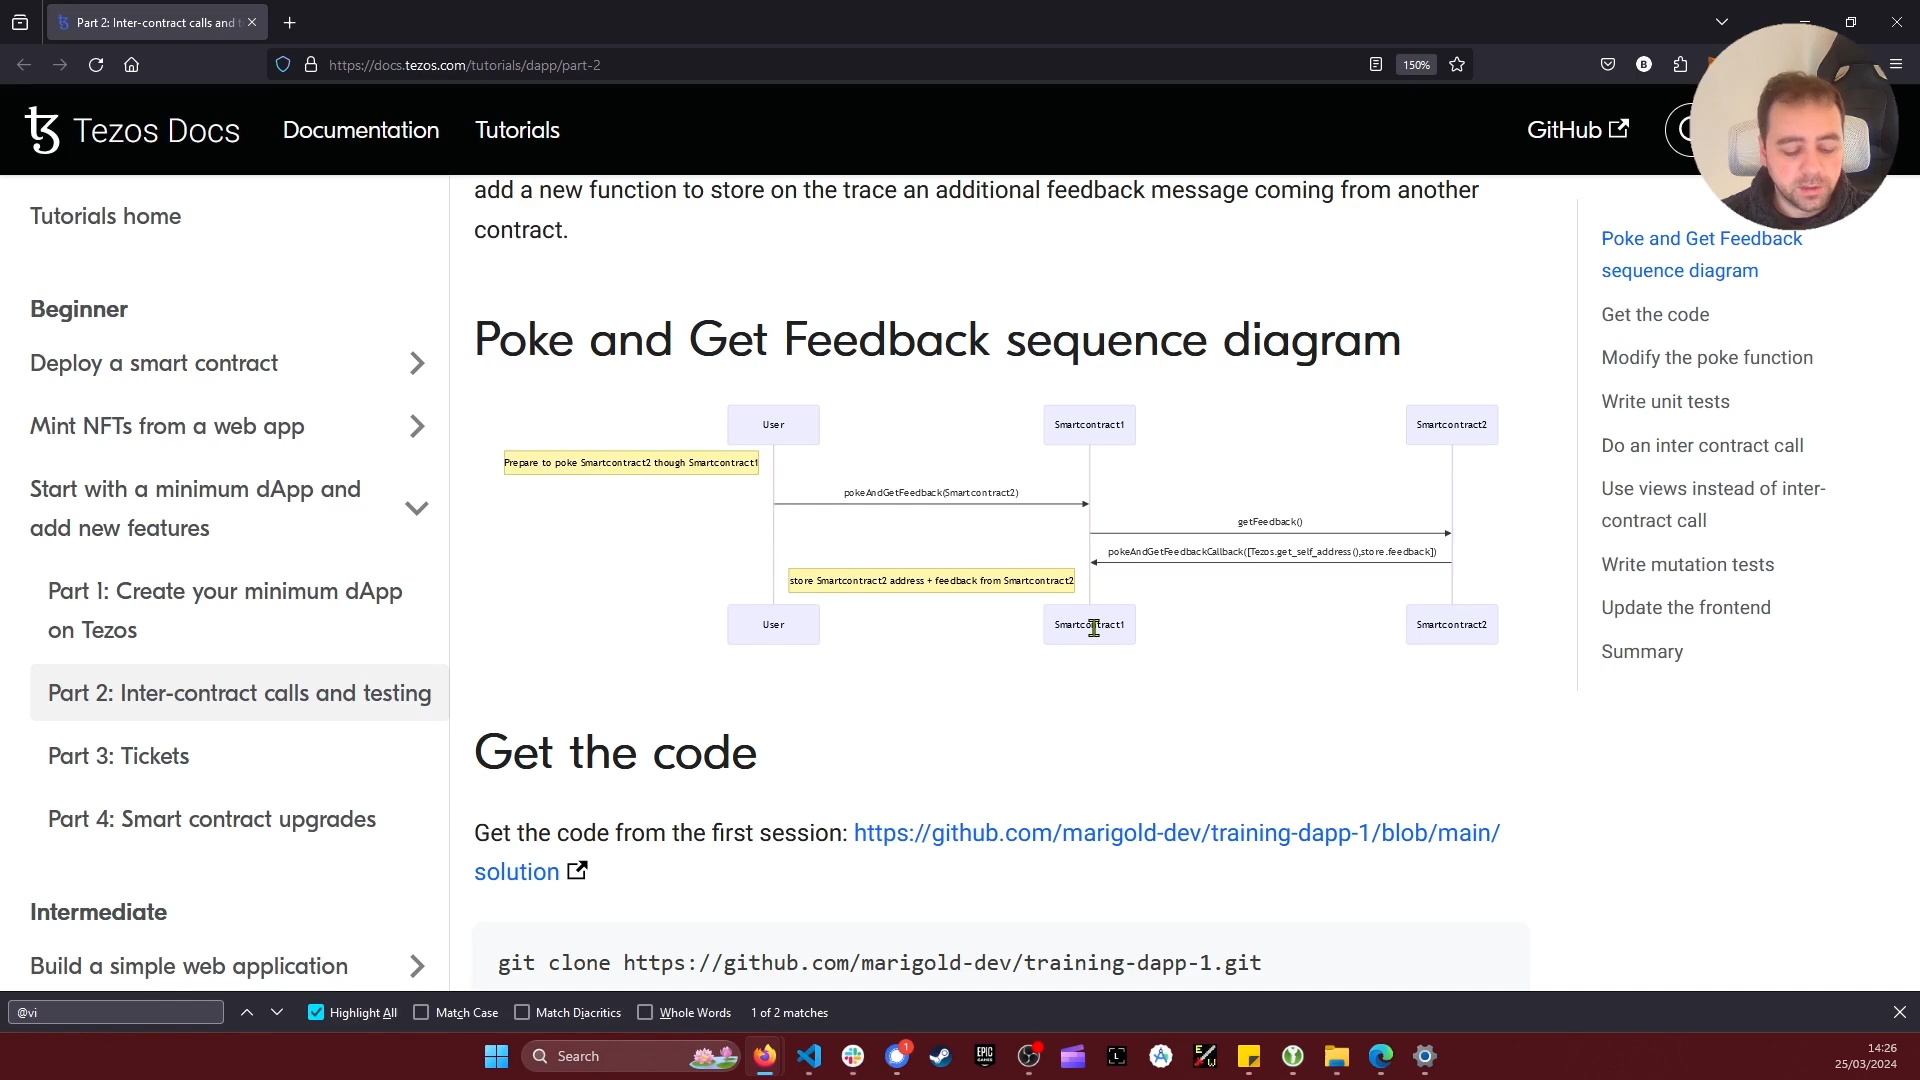 Part 2: Inter-contract calls and t
https://docs.tezos.com/tutorials/dapp/part-2
150%
B
Tezos Docs
Documentation
Tutorials
GitHub
Tutorials home
Beginner
Deploy a smart contract
Mint NFTs from a web app
Start with a minimum dApp and
add new features
Part 1: Create your minimum dApp
on Tezos
Part 2: Inter-contract calls and testing
Part 3: Tickets
Part 4: Smart contract upgrades
Intermediate
Build a simple web application
add a new function to store on the trace an additional feedback message coming from another
contract.
Poke and Get Feedback sequence diagram
User
Smartcontract1
Smartcontract2
Prepare to poke Smartcontract2 though Smartcontract1
pokeAndGetFeedback(Smartcontract2)
getFeedback()
pokeAndGetFeedbackCallback([Tezos.get_self_address(),store.feedback])
store Smartcontract2 address + feedback from Smartcontract2
User
Smartcontract1
Smartcontract2
Get the code
Get the code from the first session: https://github.com/marigold-dev/training-dapp-1/blob/main/
solution
git clone https://github.com/marigold-dev/training-dapp-1.git
Poke and Get Feedback
sequence diagram
Get the code
Modify the poke function
Write unit tests
Do an inter contract call
Use views instead of inter-
contract call
Write mutation tests
Update the frontend
Summary
@vi
Highlight All
Match Case
Match Diacritics
Whole Words
1 of 2 matches
Search
1
EPIC
GAMES
L
14:26
25/03/2024